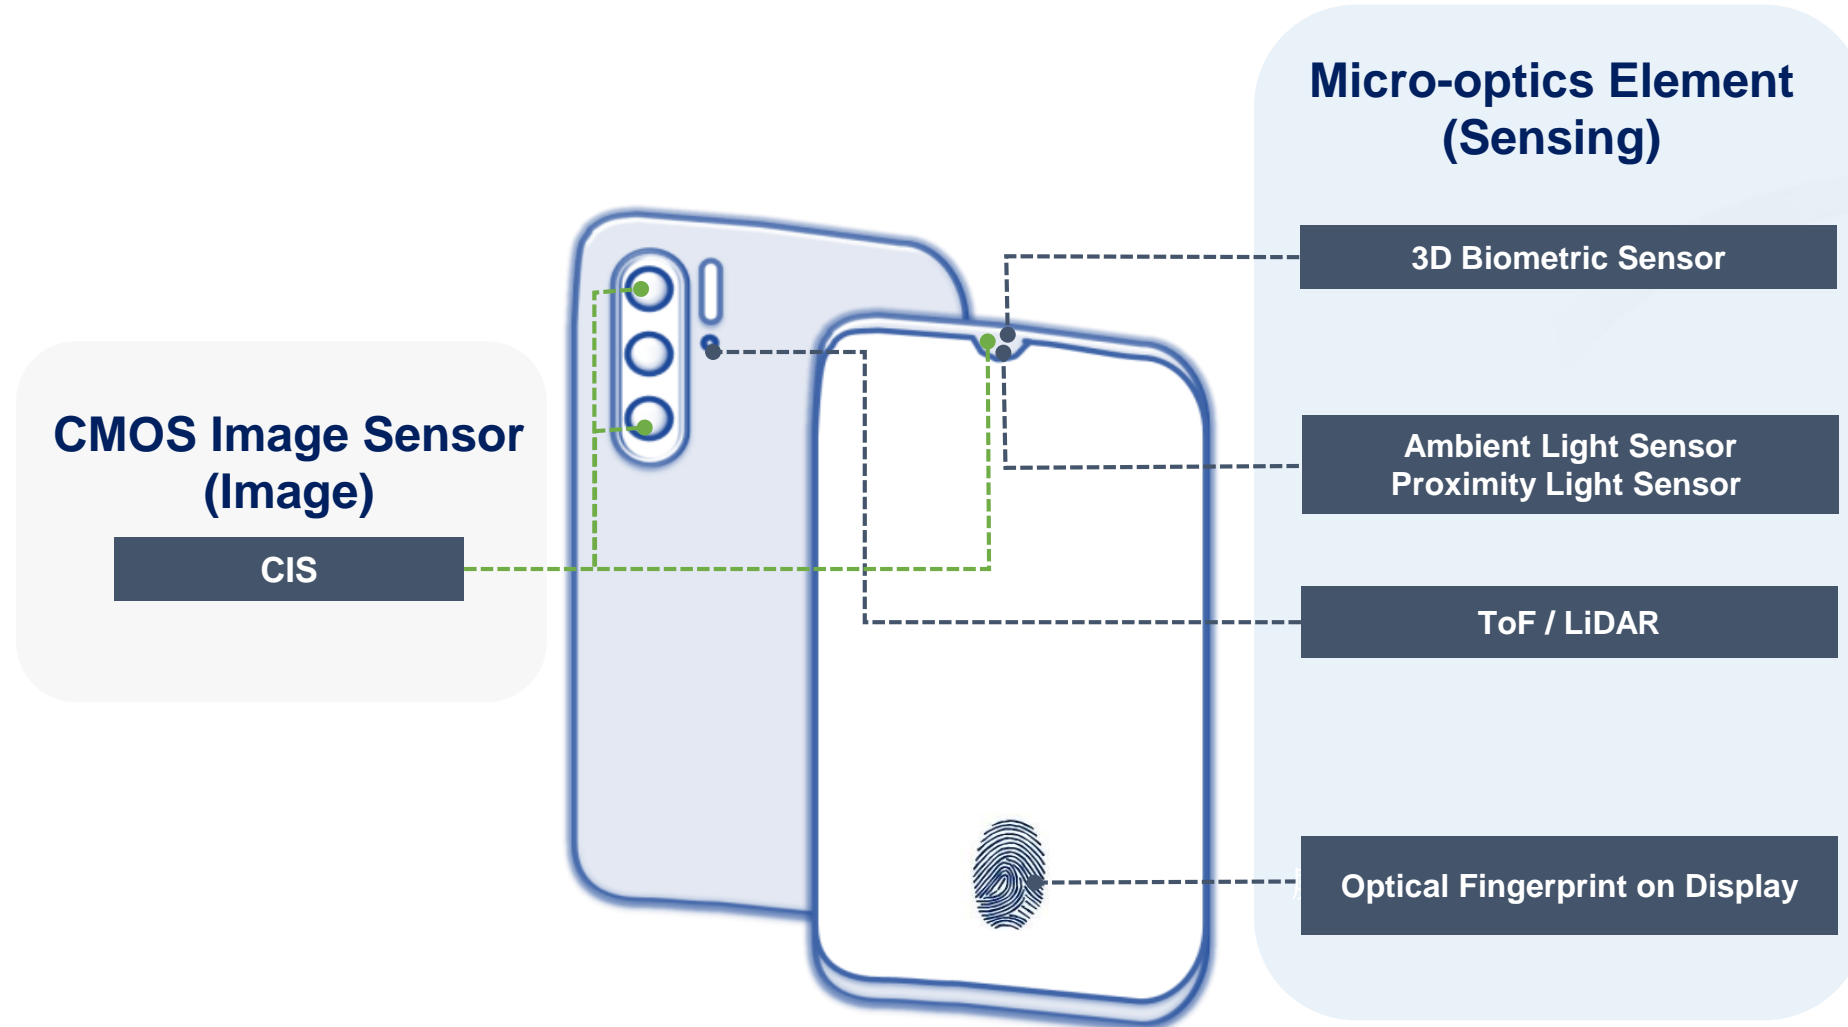 Micro-optics Element
(Sensing)
3D Biometric Sensor
CMOS Image Sensor
(Image)
CIS
Ambient Light Sensor
Proximity Light Sensor
ToF / LiDAR
Optical Fingerprint on Display